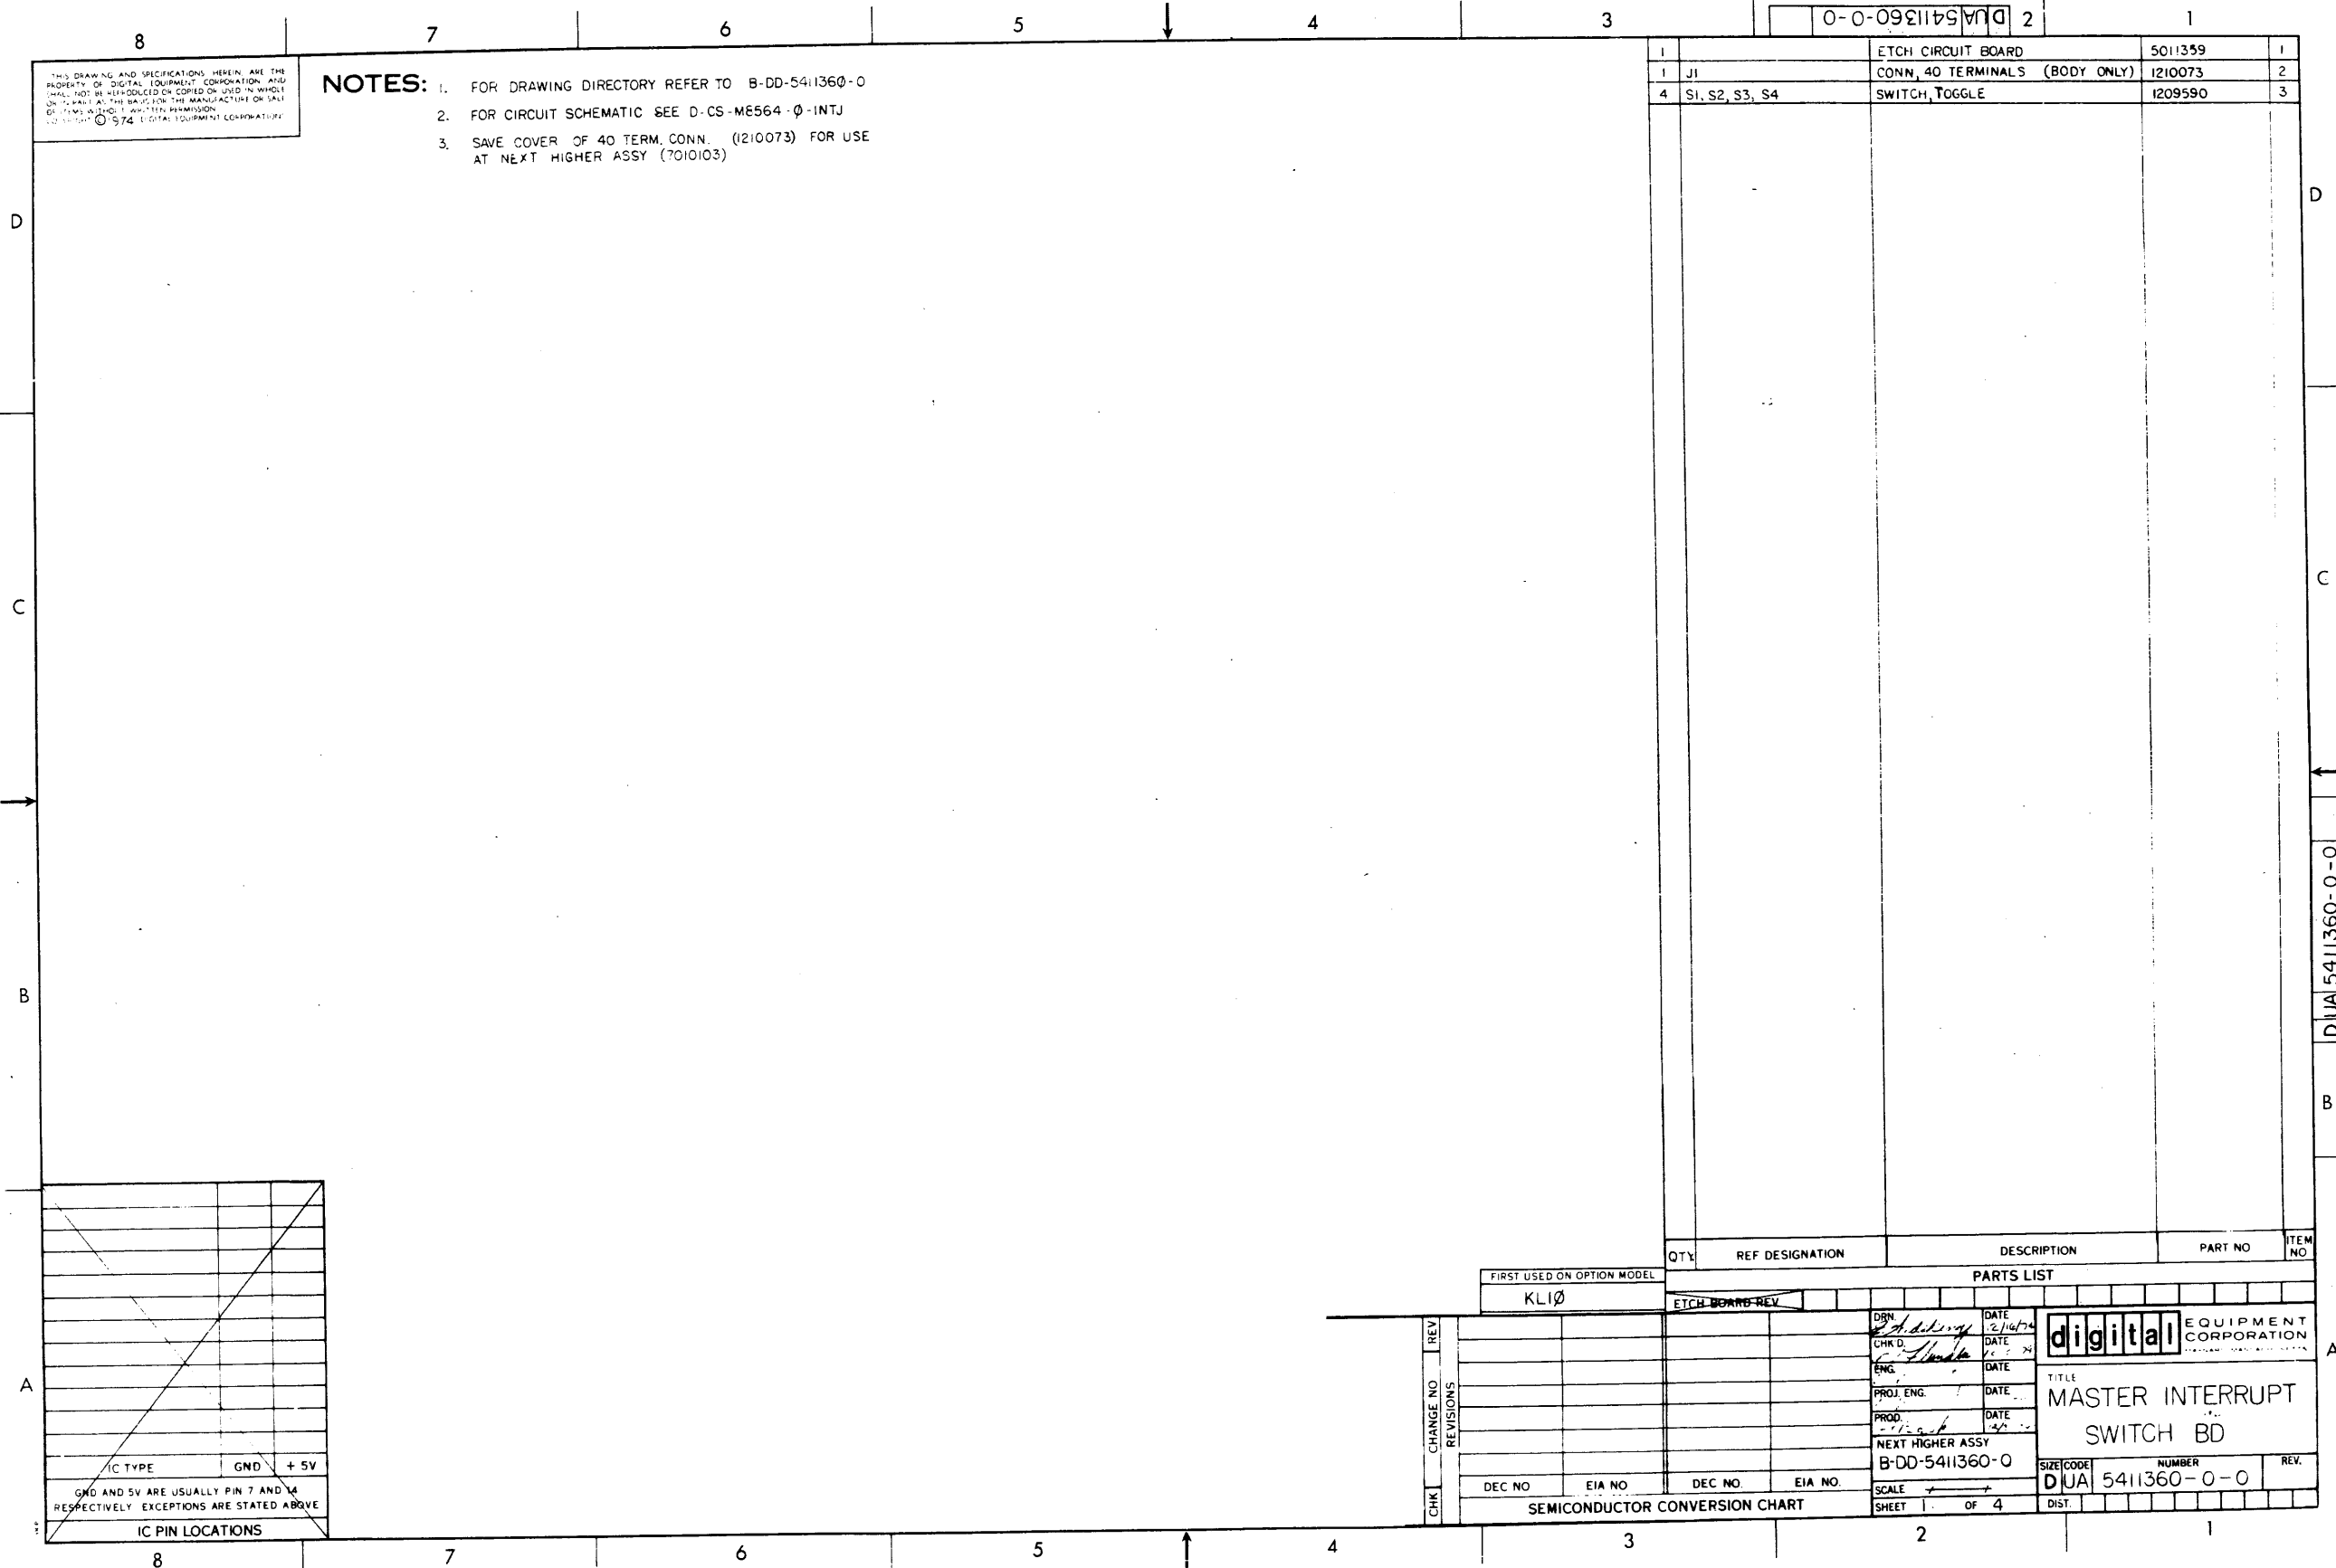 8 7 6 5 4 3 2 1
D UA 5411360-0-0
THIS DRAWING AND SPECIFICATIONS, HEREIN, ARE THE
PROPERTY OF DIGITAL EQUIPMENT CORPORATION AND
SHALL NOT BE REPRODUCED OR COPIED OR USED IN WHOLE
OR IN PART AS THE BASIS FOR THE MANUFACTURE OR SALE
OF ITEMS WITHOUT WRITTEN PERMISSION
COPYRIGHT © 1974, DIGITAL EQUIPMENT CORPORATION
NOTES:
1. FOR DRAWING DIRECTORY REFER TO B-DD-541136Ø-0
2. FOR CIRCUIT SCHEMATIC SEE D-CS-M8564-Ø-INTJ
3. SAVE COVER OF 40 TERM. CONN. (1210073) FOR USE
AT NEXT HIGHER ASSY (7010103)
1 ETCH CIRCUIT BOARD 5011359 1
1 J1 CONN, 40 TERMINALS (BODY ONLY) 1210073 2
4 S1, S2, S3, S4 SWITCH, TOGGLE 1209590 3
D D
C C
B B
A A
D UA 5411360-0-0
QTY REF DESIGNATION DESCRIPTION PART NO ITEM NO
PARTS LIST
FIRST USED ON OPTION MODEL
KL1Ø
ETCH BOARD REV
IC TYPE GND + 5V
GND AND 5V ARE USUALLY PIN 7 AND 14
RESPECTIVELY EXCEPTIONS ARE STATED ABOVE
IC PIN LOCATIONS
CHK CHANGE NO REV
REVISIONS
DEC NO EIA NO DEC NO. EIA NO.
SEMICONDUCTOR CONVERSION CHART
DRN. DATE
CHK'D. DATE
ENG. DATE
PROJ. ENG. DATE
PROD. DATE
NEXT HIGHER ASSY
B-DD-5411360-0
SCALE
SHEET 1 OF 4
digital EQUIPMENT
CORPORATION
TITLE
MASTER INTERRUPT
SWITCH BD
SIZE CODE NUMBER REV.
D UA 5411360-0-0
DIST.
8 7 6 5 4 3 2 1